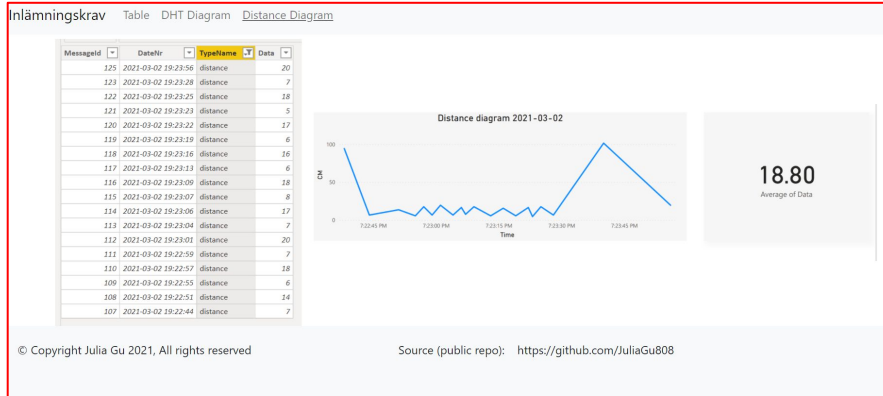 Inlämningskrav Table DHT Diagram Distance Diagram
MessageId DateNr TypeName Data
125 2021-03-02 19:23:56 distance 20
123 2021-03-02 19:23:28 distance 7
122 2021-03-02 19:23:25 distance 18
121 2021-03-02 19:23:23 distance 5
120 2021-03-02 19:23:22 distance 17
119 2021-03-02 19:23:19 distance 6
118 2021-03-02 19:23:16 distance 16
117 2021-03-02 19:23:13 distance 6
116 2021-03-02 19:23:09 distance 18
115 2021-03-02 19:23:07 distance 8
114 2021-03-02 19:23:06 distance 17
113 2021-03-02 19:23:04 distance 7
112 2021-03-02 19:23:01 distance 20
111 2021-03-02 19:22:59 distance 7
110 2021-03-02 19:22:57 distance 18
109 2021-03-02 19:22:55 distance 6
108 2021-03-02 19:22:51 distance 14
107 2021-03-02 19:22:44 distance 7
Distance diagram 2021-03-02
100
CM
50
0
7:22:45 PM 7:23:00 PM 7:23:15 PM 7:23:30 PM 7:23:45 PM
Time
18.80
Average of Data
© Copyright Julia Gu 2021, All rights reserved
Source (public repo): https://github.com/JuliaGu808